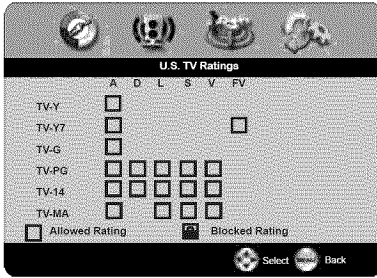 U.S. TV Ratings
A D L S V FV
TV-Y
TV-Y7
TV-G
TV-PG
TV-14
TV-MA
Allowed Rating Blocked Rating
Select Back